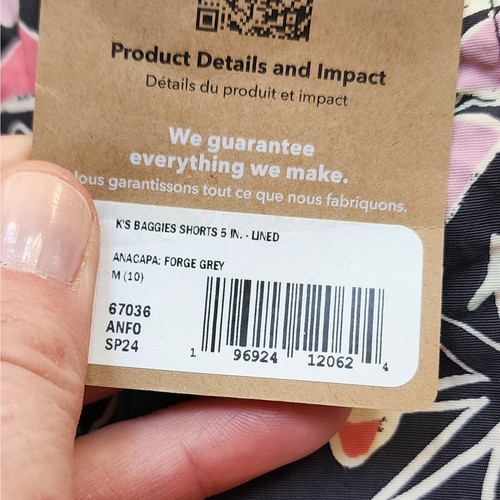 Product Details and Impact
Détails du produit et impact
We guarantee
everything we make.
Nous garantissons tout ce que nous fabriquons.
K'S BAGGIES SHORTS 5 IN. - LINED
ANACAPA: FORGE GREY
M (10)
67036
ANFO
SP24
1 96924 12062 4